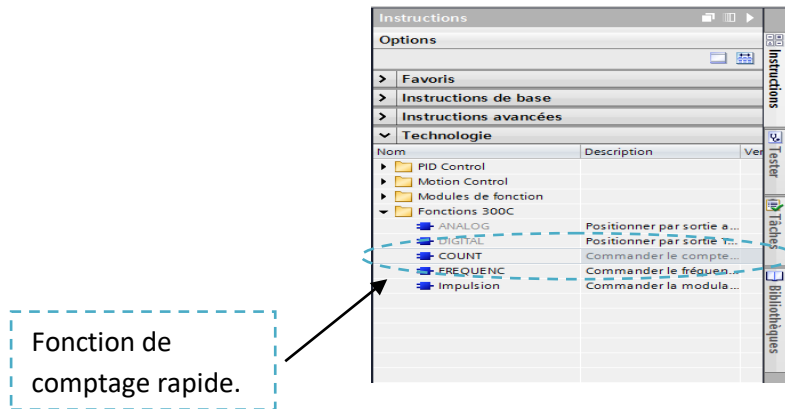 Instructions
Options
Favoris
Instructions de base
Instructions avancées
Technologie
Nom Description Ver
PID Control
Motion Control
Modules de fonction
Fonctions 300C
ANALOG Positionner par sortie a...
DIGITAL Positionner par sortie T...
COUNT Commander le compte...
FREQUENC Commander le fréquen...
Impulsion Commander la modula...
Instructions
Tester
Tâches
Bibliothèques
Fonction de
comptage rapide.